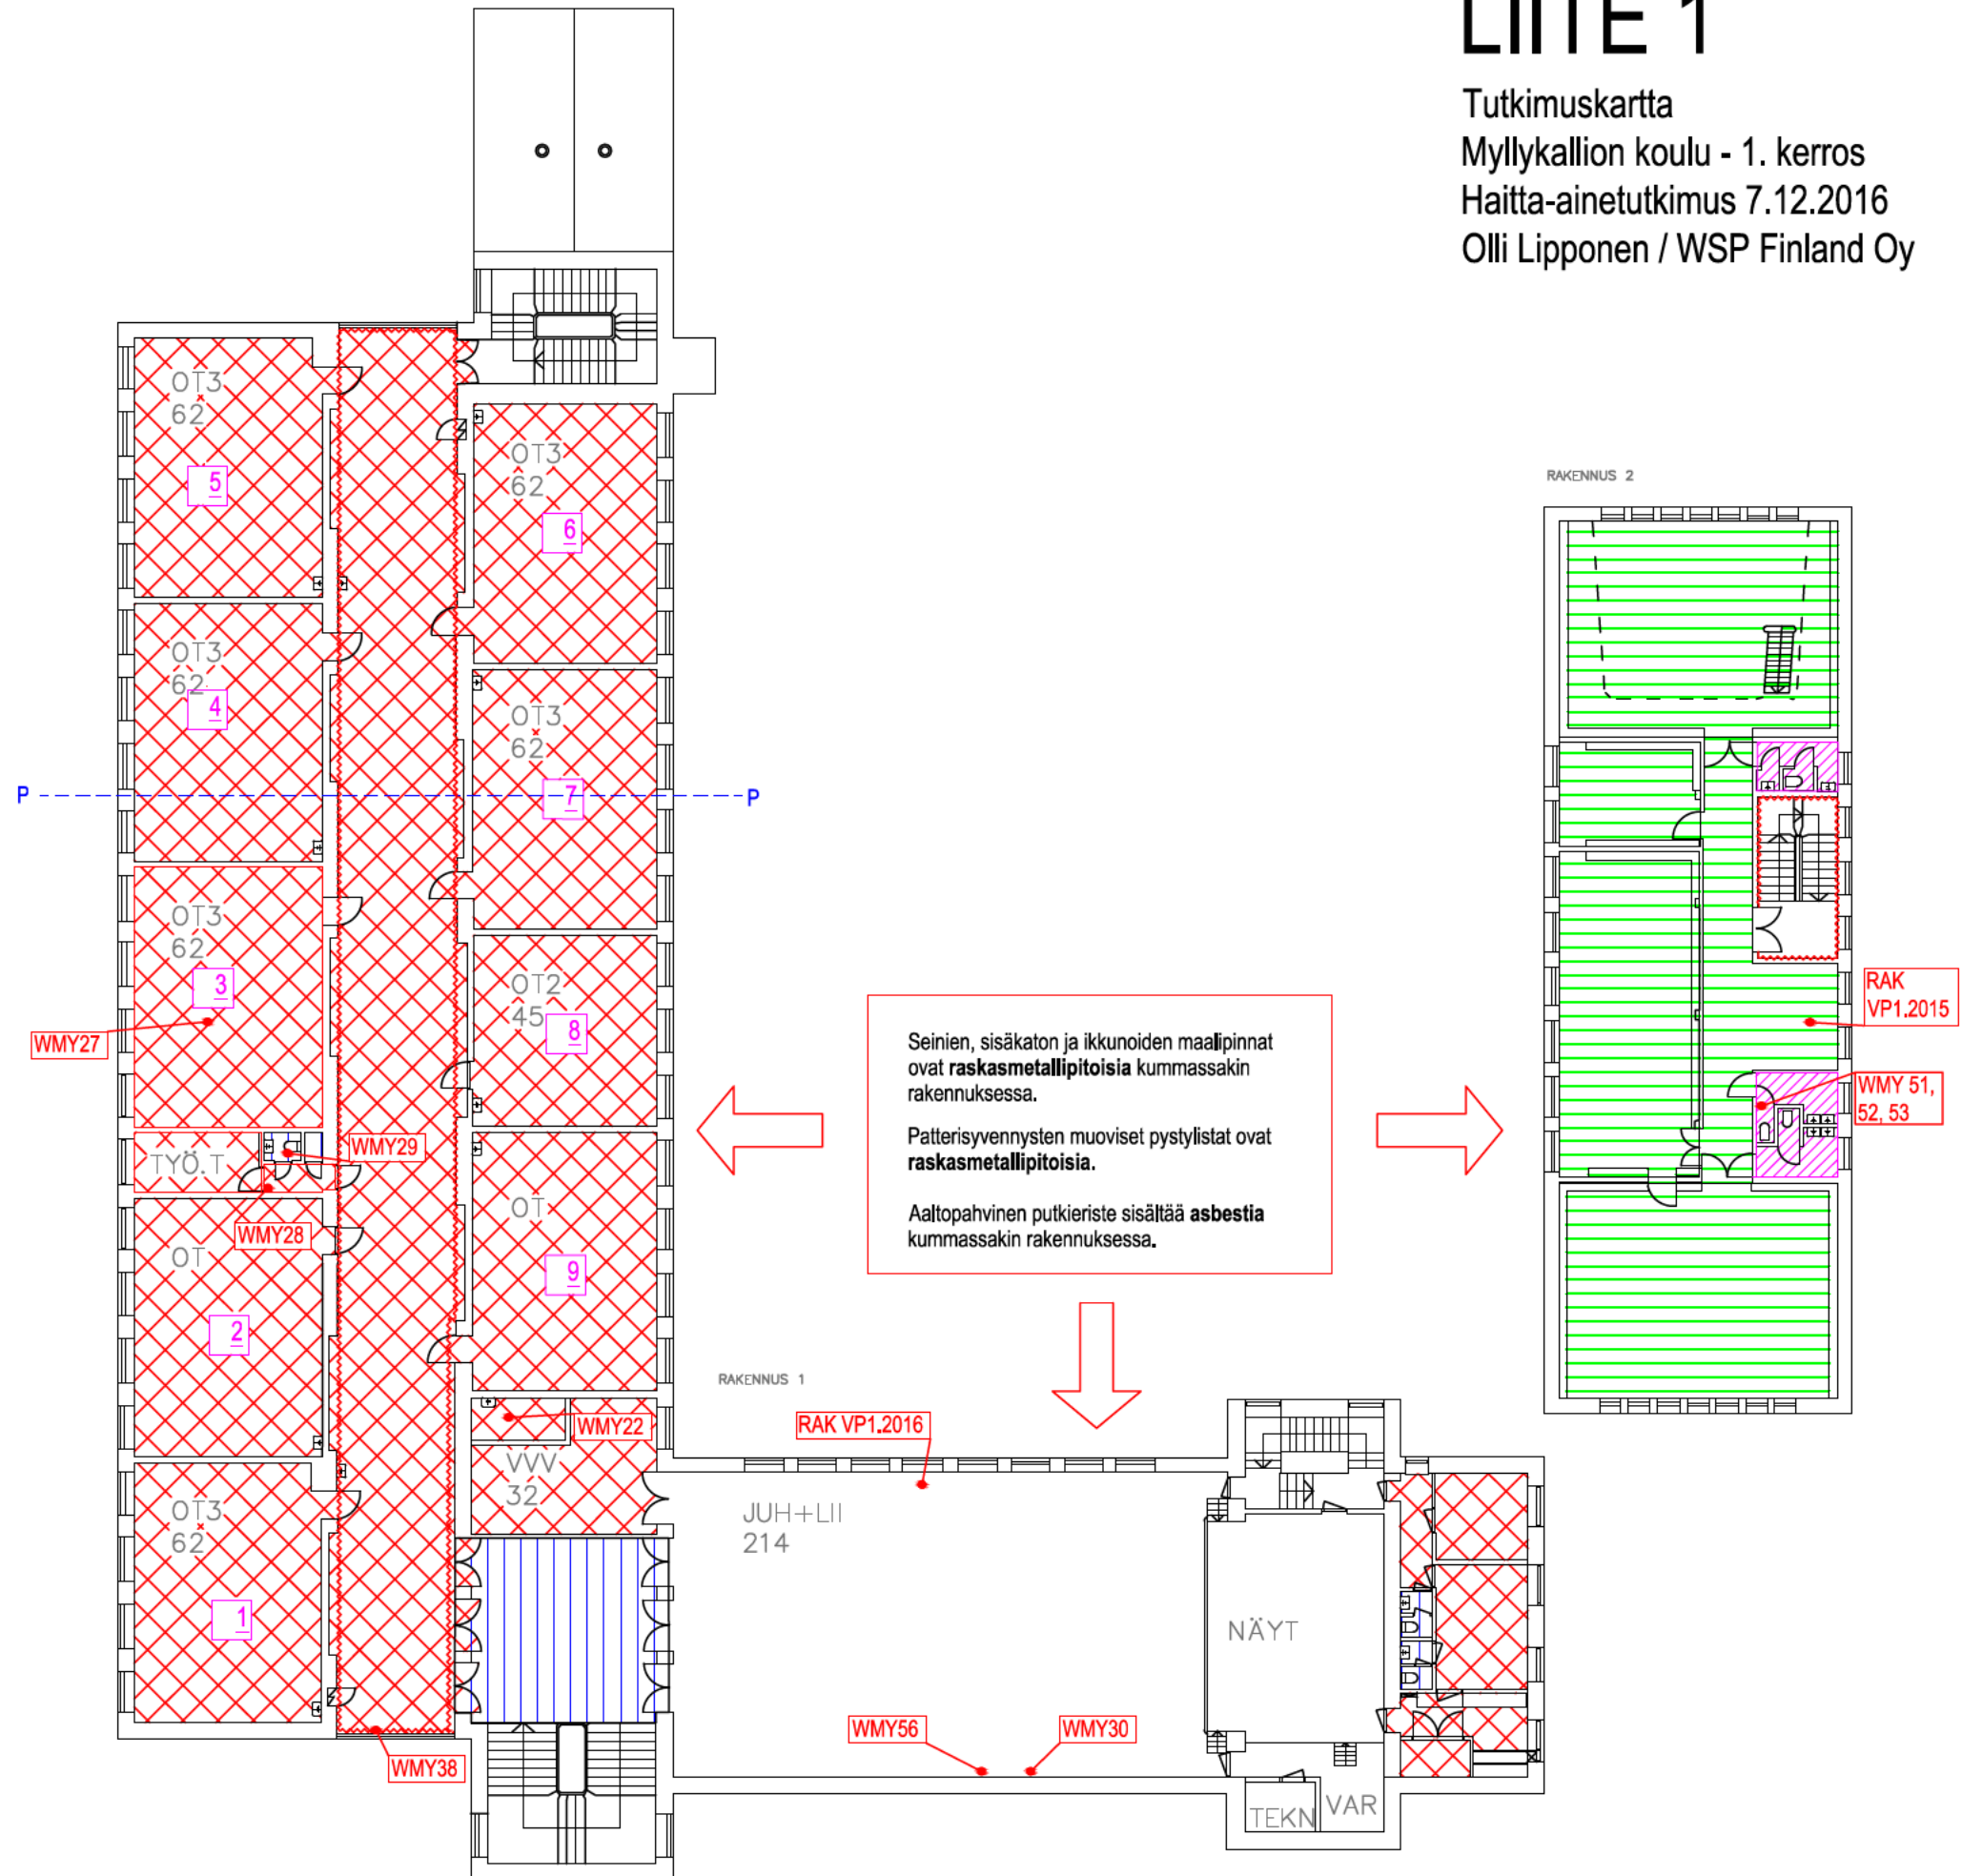 LIITE 1
Tutkimuskartta
Myllykallion koulu - 1. kerros
Haitta-ainetutkimus 7.12.2016
Olli Lipponen / WSP Finland Oy
OT3
62
5
OT3
62
6
RAKENNUS 2
OT3
62
4
OT3
62
7
P
P
OT3
62
3
WMY27
OT2
45
8
RAK
VP1.2015
WMY 51,
52, 53
Seinien, sisäkaton ja ikkunoiden maalipinnat
ovat raskasmetallipitoisia kummassakin
rakennuksessa.
Patterisyvennysten muoviset pystylistat ovat
raskasmetallipitoisia.
Aaltopahvinen putkieriste sisältää asbestia
kummassakin rakennuksessa.
TYÖ.T
WMY29
WMY28
OT
2
OT
9
RAKENNUS 1
RAK VP1.2016
WMY22
VVV
32
OT3
62
1
JUH+LII
214
NÄYT
WMY38
WMY56
WMY30
TEKN
VAR